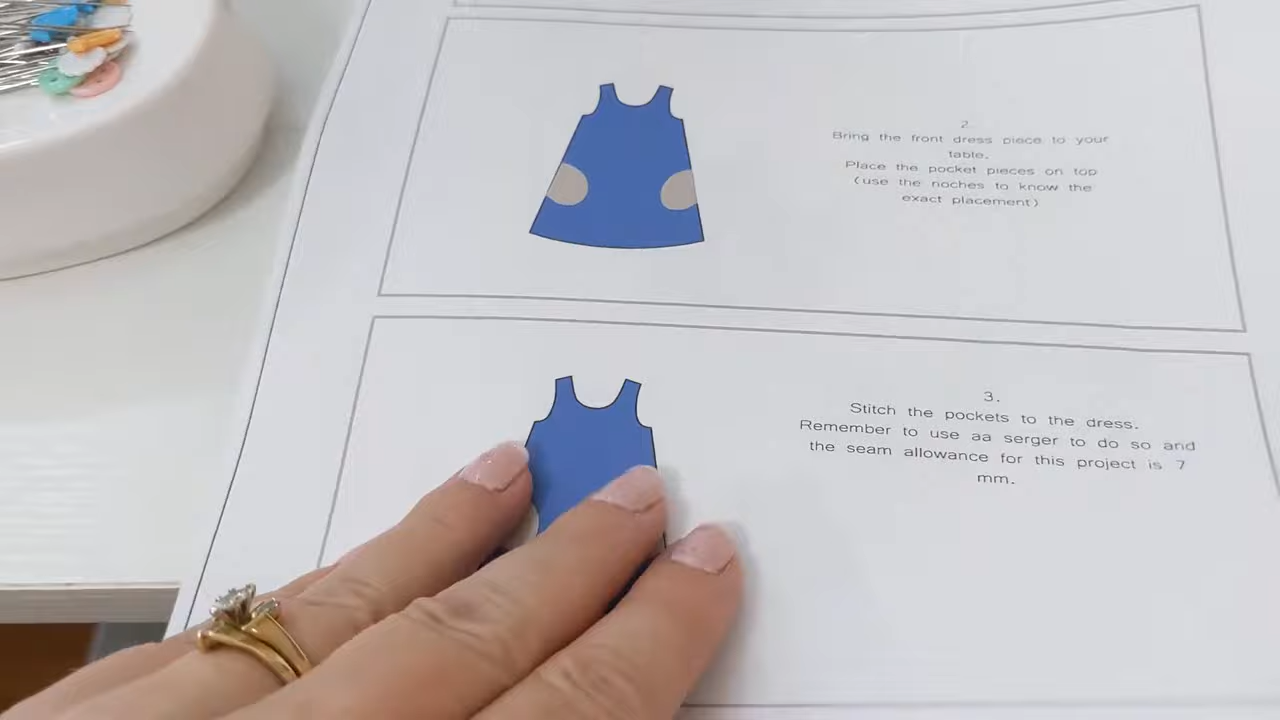 2.
Bring the front dress piece to your
table.
Place the pocket pieces on top
(use the noches to know the
exact placement)
3.
Stitch the pockets to the dress.
Remember to use aa serger to do so and
the seam allowance for this project is 7
mm.